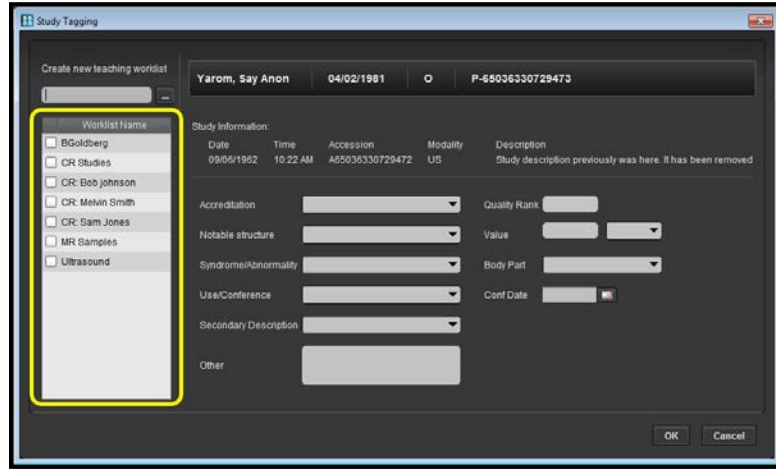 Study Tagging
Create new teaching worklist
...
Worklist Name
BGoldberg
CR Studies
CR: Bob johnson
CR: Melvin Smith
CR: Sam Jones
MR Samples
Ultrasound
Yarom, Say Anon 04/02/1981 O P-65036330729473
Study Information:
Date Time Accession Modality Description
09/06/1962 10:22 AM A65036330729472 US Study description previously was here. It has been removed
Accreditation Quality Rank
Notable structure Value
Syndrome/Abnormality Body Part
Use/Conference Conf Date
Secondary Description
Other
OK Cancel